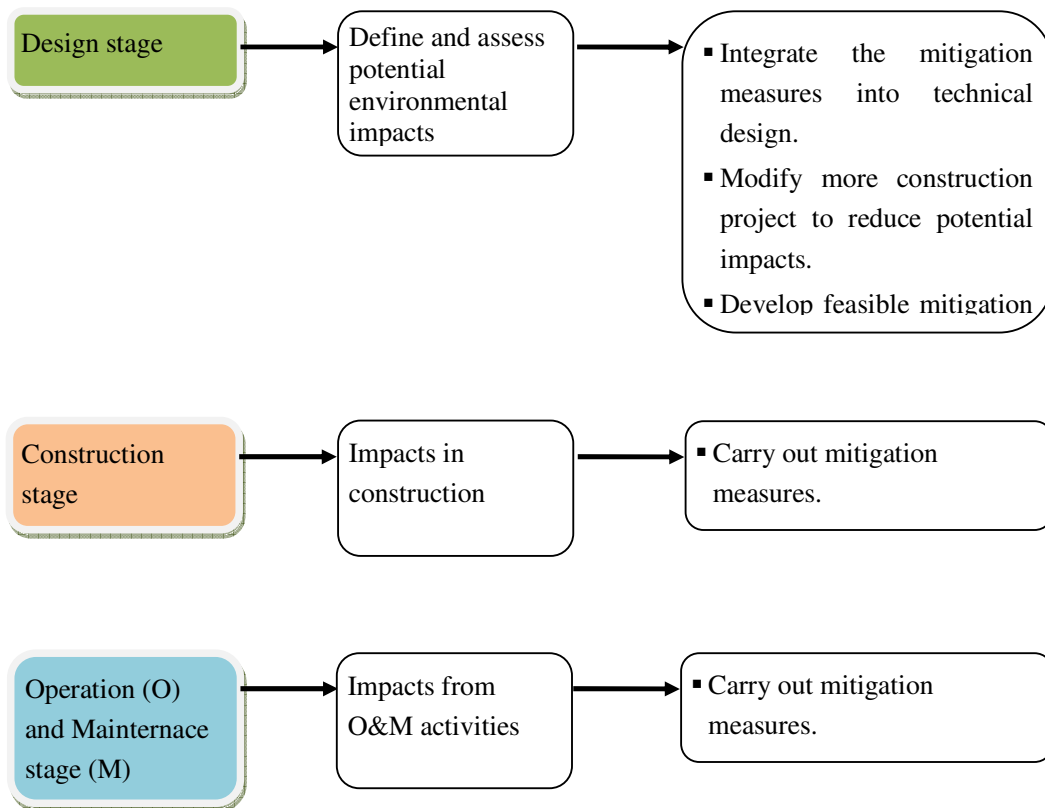 Design stage
Define and assess
potential
environmental
impacts
▪ Integrate the mitigation
measures into technical
design.
▪ Modify more construction
project to reduce potential
impacts.
▪ Develop feasible mitigation
Construction
stage
Impacts in
construction
▪ Carry out mitigation
measures.
Operation (O)
and Mainternace
stage (M)
Impacts from
O&M activities
▪ Carry out mitigation
measures.